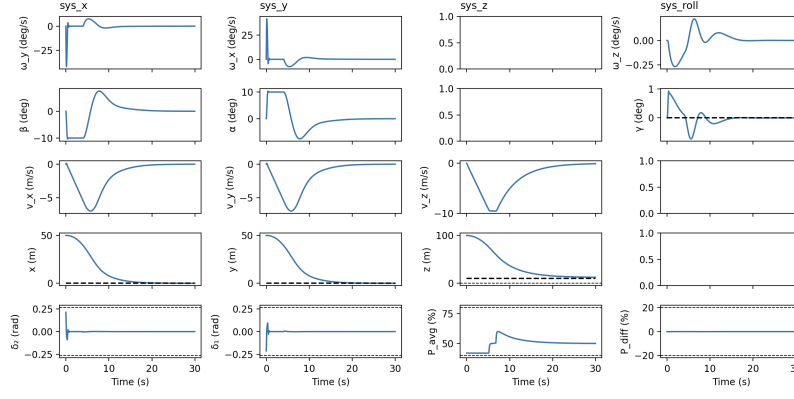 sys_x
sys_y
sys_z
sys_roll
ω_y (deg/s)
0
−25
ω_x (deg/s)
25
0
1.0
0.5
0.0
ω_z (deg/s)
0.00
−0.25
β (deg)
0
−10
α (deg)
10
0
1.0
0.5
0.0
γ (deg)
1
0
v_x (m/s)
0
−5
v_y (m/s)
0
−5
v_z (m/s)
0
−10
1.0
0.5
0.0
x (m)
50
0
y (m)
50
0
z (m)
100
0
1.0
0.5
0.0
δ₂ (rad)
0.25
0.00
−0.25
δ₁ (rad)
0.25
0.00
−0.25
P_avg (%)
75
50
P_diff (%)
20
0
−20
0 10 20 30
0 10 20 30
0 10 20 30
0 10 20
Time (s)
Time (s)
Time (s)
Time (s)